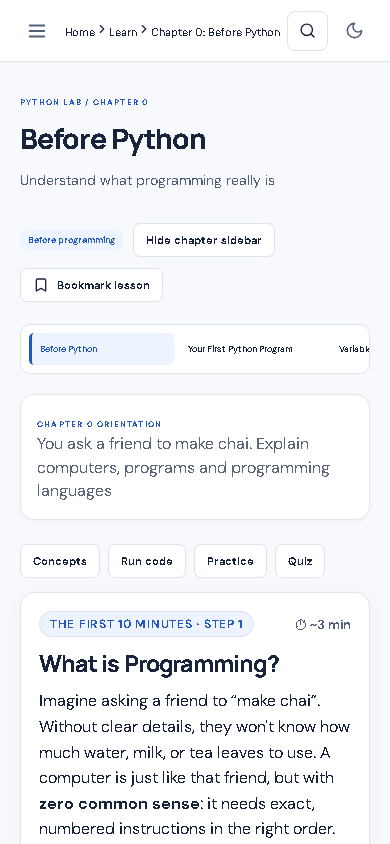 Home > Learn > Chapter 0: Before Python
PYTHON LAB / CHAPTER 0
Before Python
Understand what programming really is
Before programming
Hide chapter sidebar
Bookmark lesson
Before Python
Your First Python Program
Variable
CHAPTER 0 ORIENTATION
You ask a friend to make chai. Explain
computers, programs and programming
languages
Concepts
Run code
Practice
Quiz
THE FIRST 10 MINUTES · STEP 1
~3 min
What is Programming?
Imagine asking a friend to “make chai”.
Without clear details, they won't know how
much water, milk, or tea leaves to use. A
computer is just like that friend, but with
zero common sense: it needs exact,
numbered instructions in the right order.